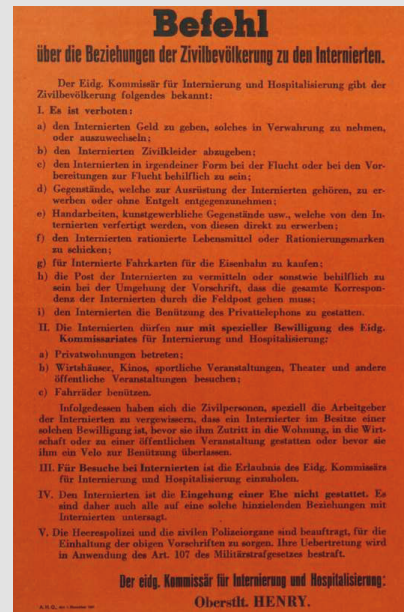 Befehl
über die Beziehungen der Zivilbevölkerung zu den Internierten.
Der Eidg. Kommissär für Internierung und Hospitalisierung gibt der
Zivilbevölkerung folgendes bekannt:
I. Es ist verboten:
a) den Internierten Geld zu geben, solches in Verwahrung zu nehmen,
oder auszuwechseln;
b) den Internierten Zivilkleider abzugeben;
c) den Internierten in irgendeiner Form bei der Flucht oder bei den Vor-
bereitungen zur Flucht behilflich zu sein;
d) Gegenstände, welche zur Ausrüstung der Internierten gehören, zu er-
werben oder ohne Entgelt entgegenzunehmen;
e) Handarbeiten, kunstgewerbliche Gegenstände usw., welche von den In-
ternierten verfertigt werden, von diesen direkt zu erwerben;
f) den Internierten rationierte Lebensmittel oder Rationierungsmarken
zu schicken;
g) für Internierte Fahrkarten für die Eisenbahn zu kaufen;
h) die Post der Internierten zu vermitteln oder sonstwie behilflich zu
sein bei der Umgehung der Vorschrift, dass die gesamte Korrespon-
denz der Internierten durch die Feldpost gehen muss;
i) den Internierten die Benützung des Privattelephons zu gestatten.
II. Die Internierten dürfen nur mit spezieller Bewilligung des Eidg.
Kommissariates für Internierung und Hospitalisierung:
a) Privatwohnungen betreten;
b) Wirtshäuser, Kinos, sportliche Veranstaltungen, Theater und andere
öffentliche Veranstaltungen besuchen;
c) Fahrräder benützen.
Infolgedessen haben sich die Zivilpersonen, speziell die Arbeitgeber
der Internierten zu vergewissern, dass ein Internierter im Besitze einer
solchen Bewilligung ist, bevor sie ihm Zutritt in die Wohnung, in die Wirt-
schaft oder zu einer öffentlichen Veranstaltung gestatten oder bevor sie
ihm ein Velo zur Benützung überlassen.
III. Für Besuche bei Internierten ist die Erlaubnis des Eidg. Kommissärs
für Internierung und Hospitalisierung einzuholen.
IV. Den Internierten ist die Eingehung einer Ehe nicht gestattet. Es
sind daher auch alle auf eine solche hinzielenden Beziehungen mit
Internierten untersagt.
V. Die Heerespolizei und die zivilen Polizeiorgane sind beauftragt, für die
Einhaltung der obigen Vorschriften zu sorgen. Ihre Uebertretung wird
in Anwendung des Art. 107 des Militärstrafgesetzes bestraft.
Der eidg. Kommissär für Internierung und Hospitalisierung:
Oberstlt. HENRY.